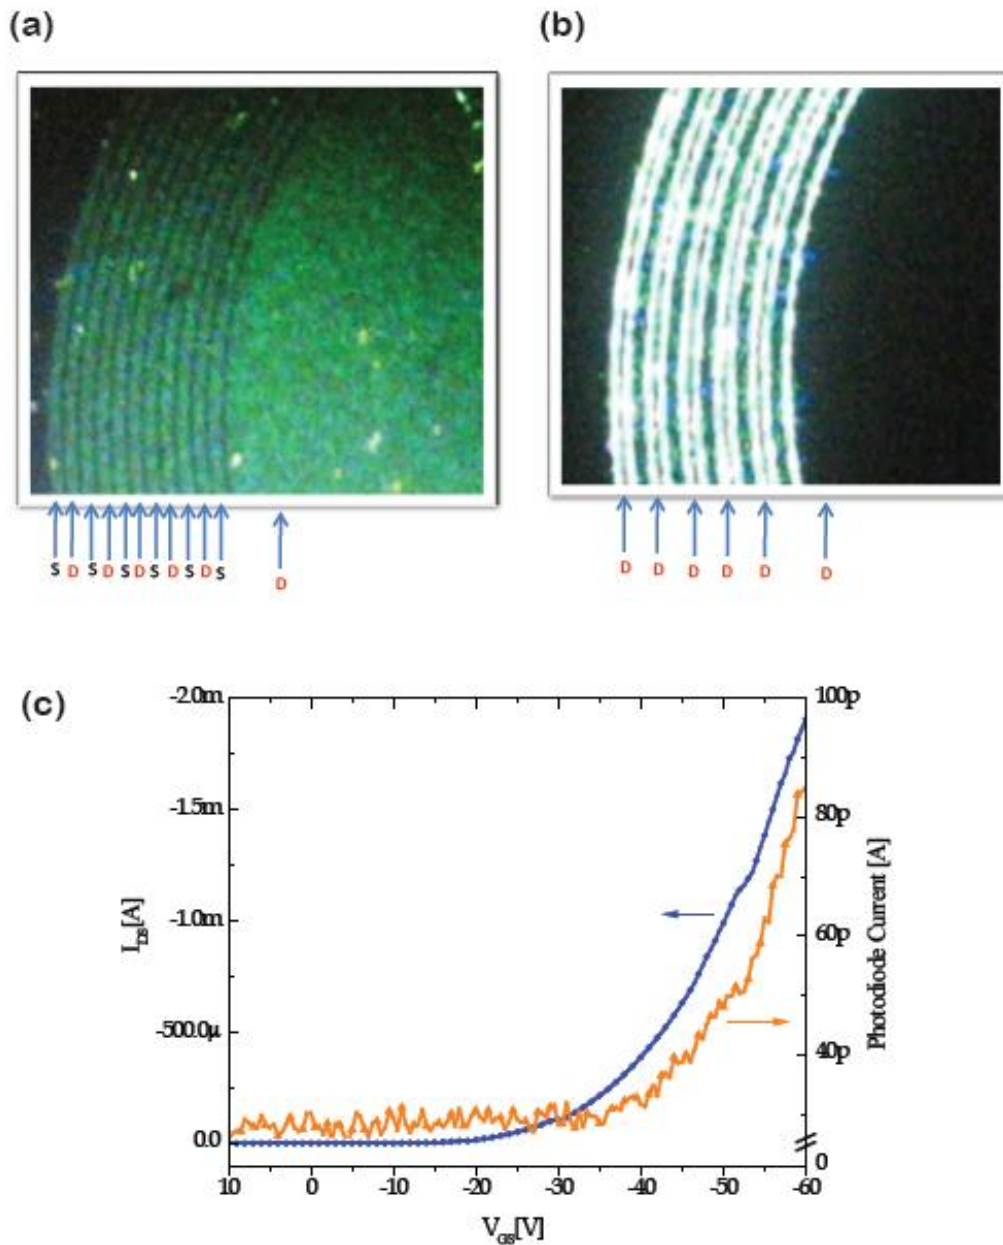 (a) (b)
S D S D S D S D S D S D
D D D D D D
(c)
-2.0m
-1.5m
-1.0m
-500.0µ
0.0
I_DS[A]
100p
80p
60p
40p
0
Photodiode Current [A]
10 0 -10 -20 -30 -40 -50 -60
V_GS[V]